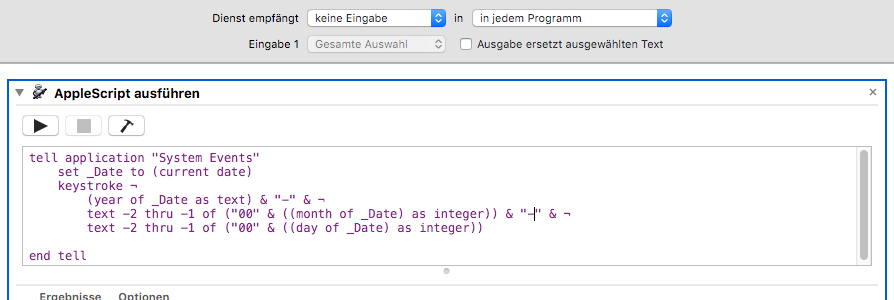 Dienst empfängt keine Eingabe in in jedem Programm
Eingabe 1 Gesamte Auswahl Ausgabe ersetzt ausgewählten Text
AppleScript ausführen
tell application "System Events"
set _Date to (current date)
keystroke ¬
(year of _Date as text) & "-" & ¬
text -2 thru -1 of ("00" & ((month of _Date) as integer)) & "-" & ¬
text -2 thru -1 of ("00" & ((day of _Date) as integer))
end tell
Ergebnisse Optionen